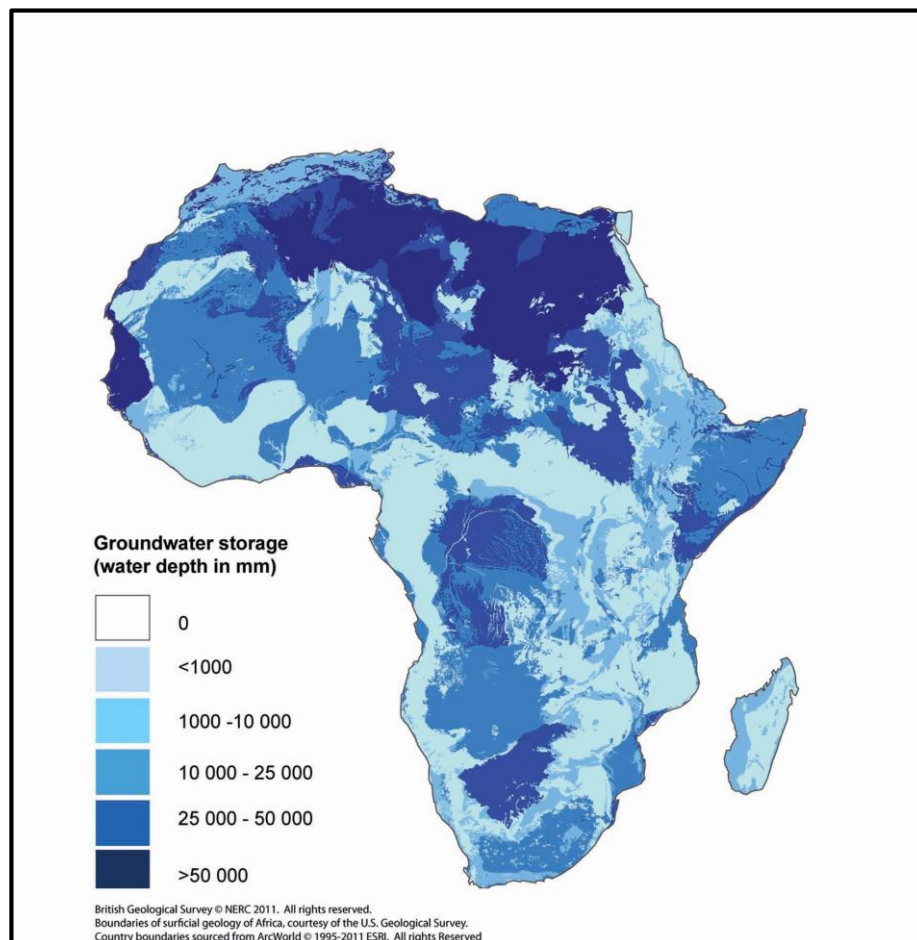 Groundwater storage
(water depth in mm)
0
<1000
1000 -10 000
10 000 - 25 000
25 000 - 50 000
>50 000
British Geological Survey © NERC 2011. All rights reserved.
Boundaries of surficial geology of Africa, courtesy of the U.S. Geological Survey.
Country boundaries sourced from ArcWorld © 1995-2011 ESRI. All rights Reserved